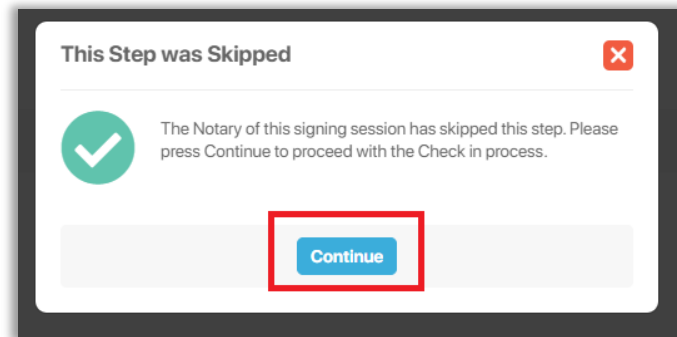 This Step was Skipped
The Notary of this signing session has skipped this step. Please
press Continue to proceed with the Check in process.
Continue